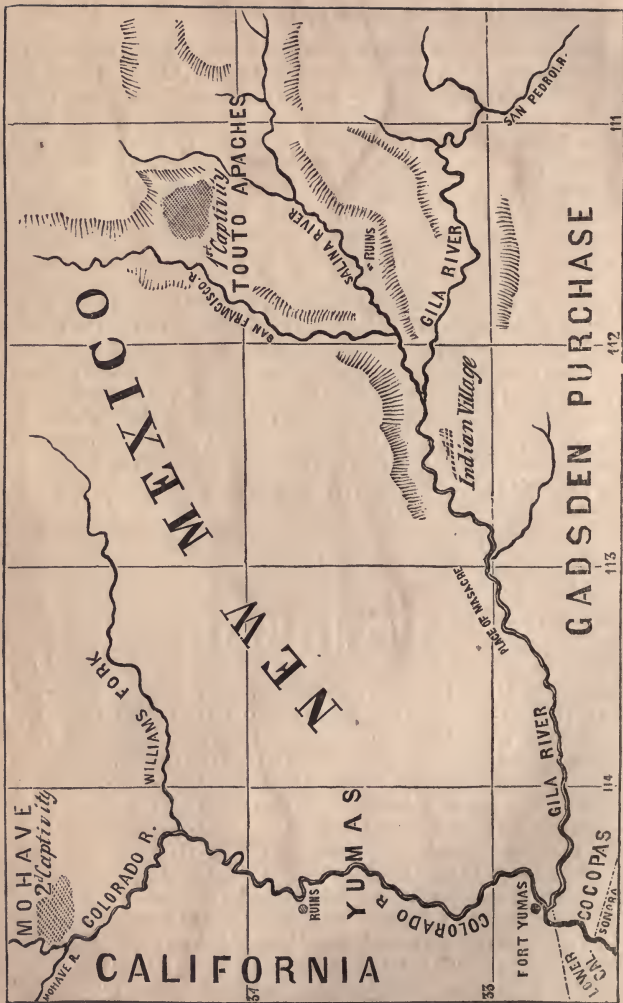 MOHAVE
2d Captivity
MOHAVE R.
COLORADO R.
CALIFORNIA
WILLIAMS FORK
NEW MEXICO
SAN FRANCISCO R.
1st Captivity
TOUTO APACHES
SALINA RIVER
RUINS
GILA RIVER
SAN PEDRO R.
Indian Village
PLACE OF MASACRE
GADSDEN PURCHASE
GILA RIVER
RUINS
YUMAS
COLORADO R
FORT YUMAS
COCOPAS
SONORA
LOWER
CAL.
34
33
114
113
112
111